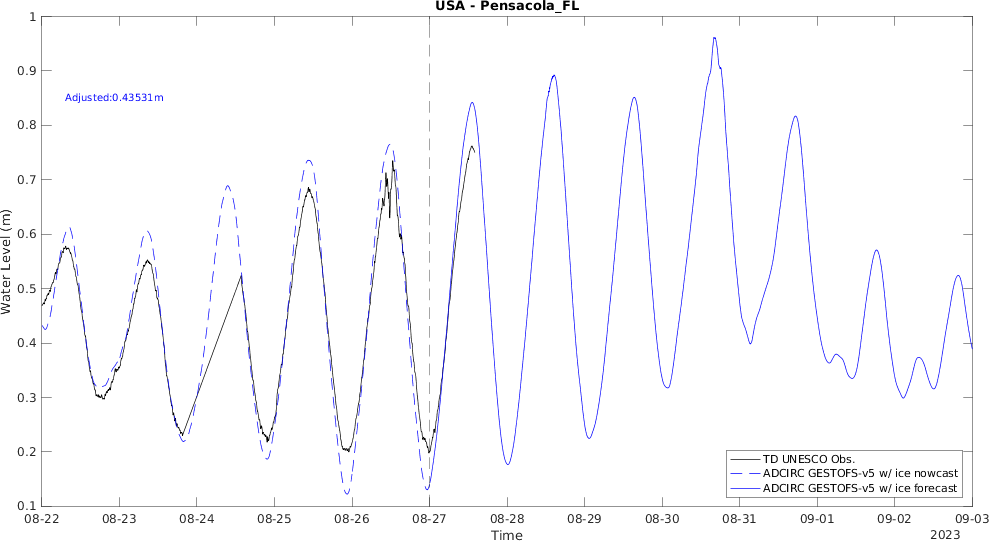 USA - Pensacola_FL
Water Level (m)
1
0.9
0.8
0.7
0.6
0.5
0.4
0.3
0.2
0.1
Adjusted:0.43531m
TD UNESCO Obs.
ADCIRC GESTOFS-v5 w/ ice nowcast
ADCIRC GESTOFS-v5 w/ ice forecast
08-22 08-23 08-24 08-25 08-26 08-27 08-28 08-29 08-30 08-31 09-01 09-02 09-03
Time
2023